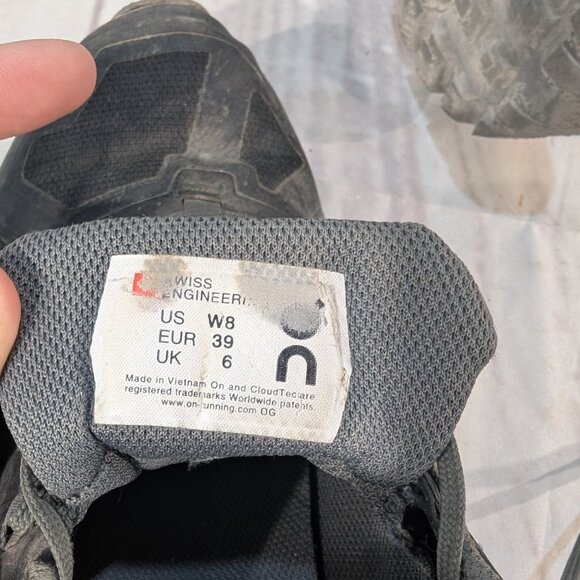 SWISS
ENGINEERI
US W8
EUR 39
UK 6
on
Made in Vietnam On and CloudTec are
registered trademarks Worldwide patents.
www.on-running.com OG